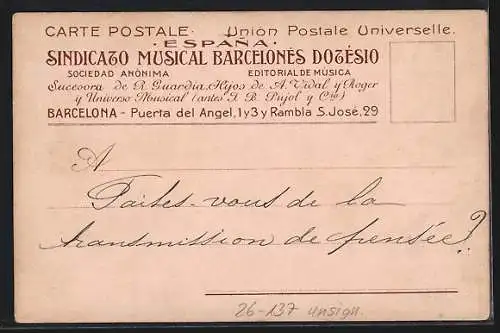 CARTE POSTALE. Union Postale Universelle.
· ESPAÑA ·
SINDICATO MUSICAL BARCELONÉS DOTÉSIO
SOCIEDAD ANÓNIMA EDITORIAL DE MÚSICA
Sucesora de R. Guardia, Hijos de A. Vidal y Roger
y Universo Musical (antes J. B. Pujol y Cía)
BARCELONA - Puerta del Angel, 1 y 3 y Rambla S. José, 29
A
Faites-vous de la
transmission de pensée?
26-137 unsign.